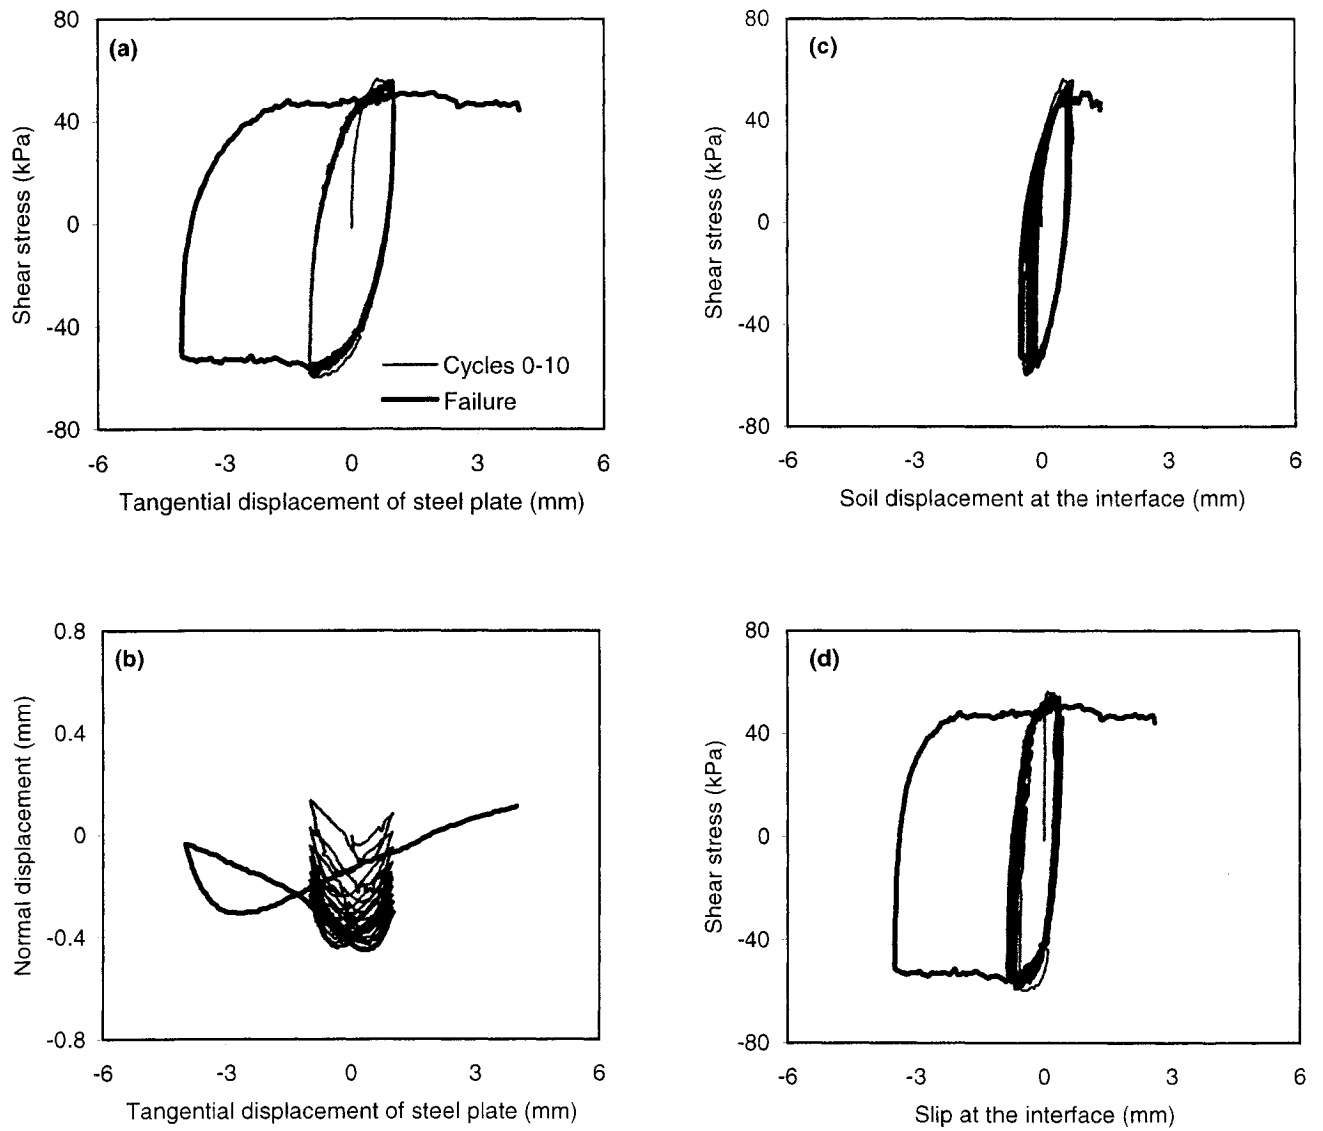 (a)
80
40
0
-40
-80
Shear stress (kPa)
Cycles 0-10
Failure
-6 -3 0 3 6
Tangential displacement of steel plate (mm)
(c)
80
40
0
-40
-80
Shear stress (kPa)
-6 -3 0 3 6
Soil displacement at the interface (mm)
(b)
0.8
0.4
0
-0.4
-0.8
Normal displacement (mm)
-6 -3 0 3 6
Tangential displacement of steel plate (mm)
(d)
80
40
0
-40
-80
Shear stress (kPa)
-6 -3 0 3 6
Slip at the interface (mm)